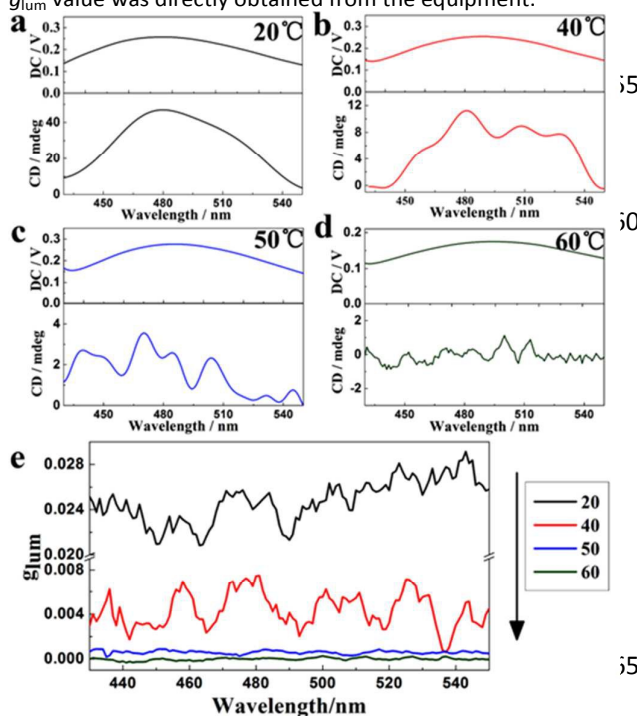 glum value was directly obtained from the equipment.
a 20℃
DC / V
0.3
0.2
0.1
0.0
CD / mdeg
40
20
0
450 480 510 540
Wavelength / nm
b 40℃
DC / V
0.3
0.2
0.1
0.0
CD / mdeg
12
8
4
0
450 480 510 540
Wavelength / nm
55
c 50℃
DC / V
0.3
0.2
0.1
0.0
CD / mdeg
4
2
0
450 480 510 540
Wavelength / nm
60
d 60℃
DC / V
0.2
0.1
0.0
CD / mdeg
2
0
-2
450 480 510 540
Wavelength / nm
e
glum
0.028
0.024
0.020
0.008
0.004
0.000
440 460 480 500 520 540
Wavelength/nm
20
40
50
60
65